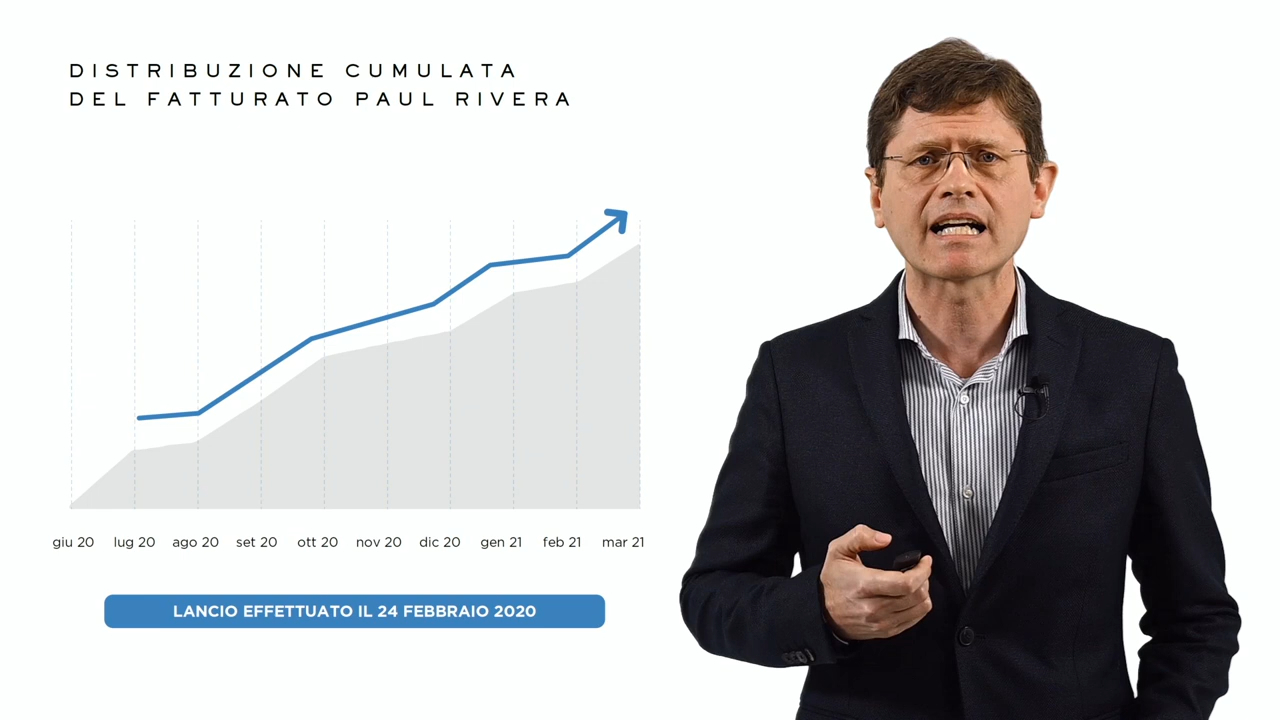 DISTRIBUZIONE CUMULATA
DEL FATTURATO PAUL RIVERA
giu 20 lug 20 ago 20 set 20 ott 20 nov 20 dic 20 gen 21 feb 21 mar 21
LANCIO EFFETTUATO IL 24 FEBBRAIO 2020